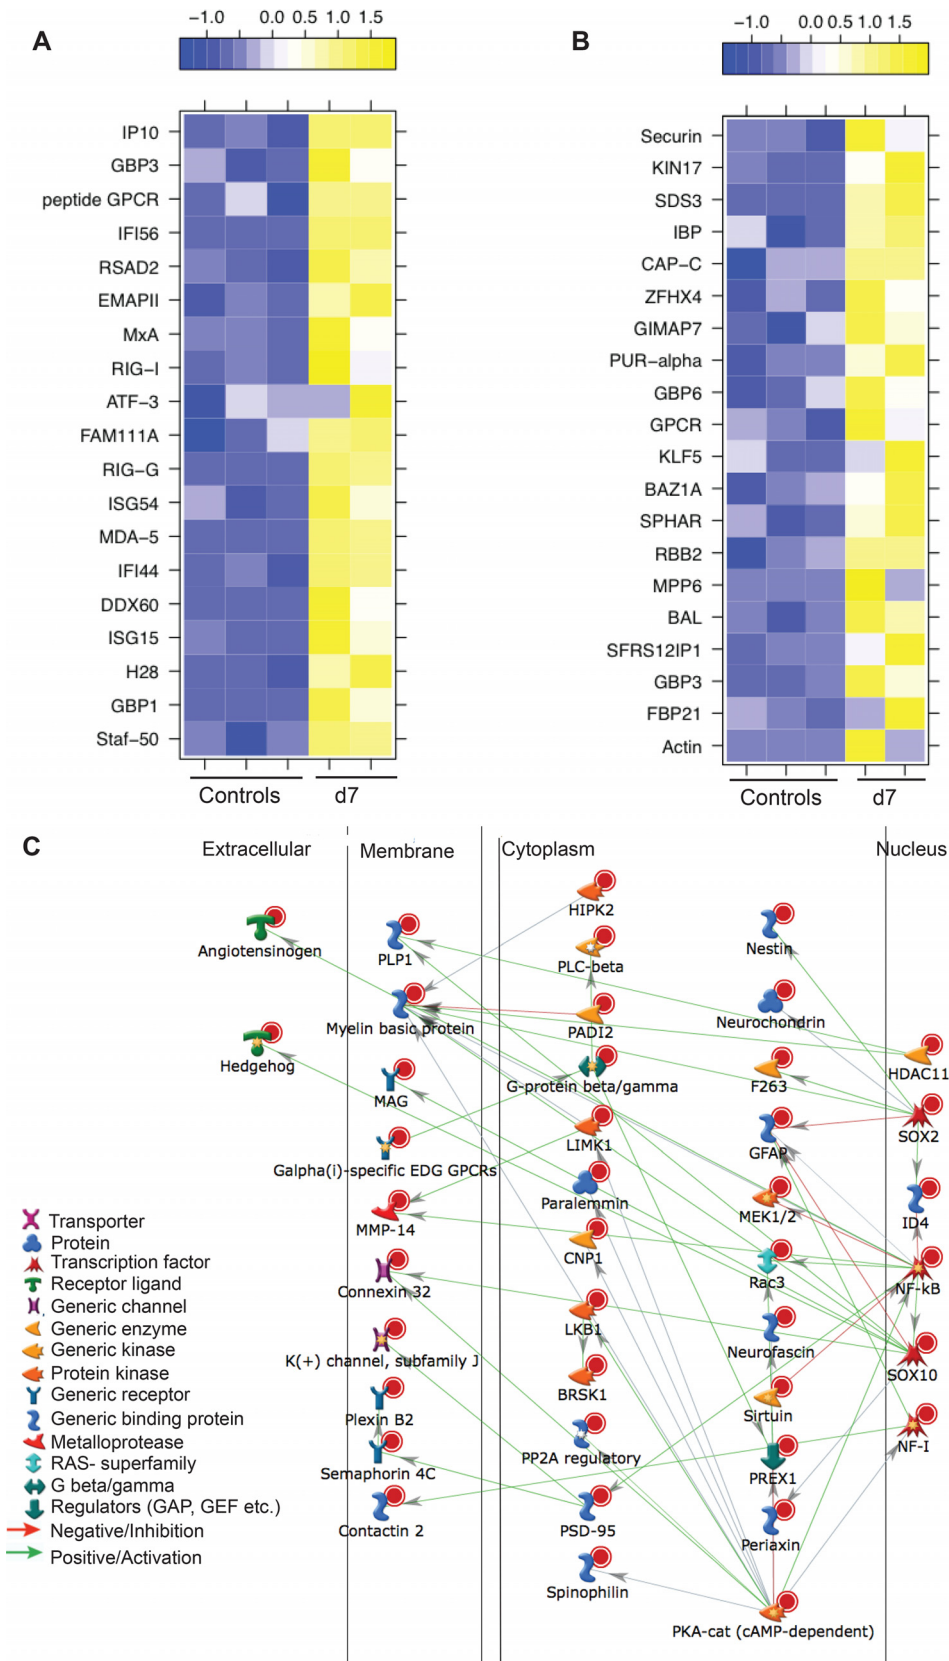 A
−1.0 0.0 0.5 1.5
IP10
GBP3
peptide GPCR
IFI56
RSAD2
EMAPII
MxA
RIG−I
ATF−3
FAM111A
RIG−G
ISG54
MDA−5
IFI44
DDX60
ISG15
H28
GBP1
Staf−50
Controls d7
B
−1.0 0.0 0.5 1.5
Securin
KIN17
SDS3
IBP
CAP−C
ZFHX4
GIMAP7
PUR−alpha
GBP6
GPCR
KLF5
BAZ1A
SPHAR
RBB2
MPP6
BAL
SFRS12IP1
GBP3
FBP21
Actin
Controls d7
C
Extracellular Membrane Cytoplasm Nucleus
Angiotensinogen
Hedgehog
PLP1
Myelin basic protein
MAG
Galpha(i)-specific EDG GPCRs
MMP-14
Connexin 32
K(+) channel, subfamily J
Plexin B2
Semaphorin 4C
Contactin 2
HIPK2
PLC-beta
PADI2
G-protein beta/gamma
LIMK1
Paralemmin
CNP1
LKB1
BRSK1
PP2A regulatory
PSD-95
Spinophilin
Nestin
Neurochondrin
F263
GFAP
MEK1/2
Rac3
Neurofascin
Sirtuin
PREX1
Periaxin
PKA-cat (cAMP-dependent)
HDAC11
SOX2
ID4
NF-kB
SOX10
NF-I
Transporter
Protein
Transcription factor
Receptor ligand
Generic channel
Generic enzyme
Generic kinase
Protein kinase
Generic receptor
Generic binding protein
Metalloprotease
RAS- superfamily
G beta/gamma
Regulators (GAP, GEF etc.)
Negative/Inhibition
Positive/Activation